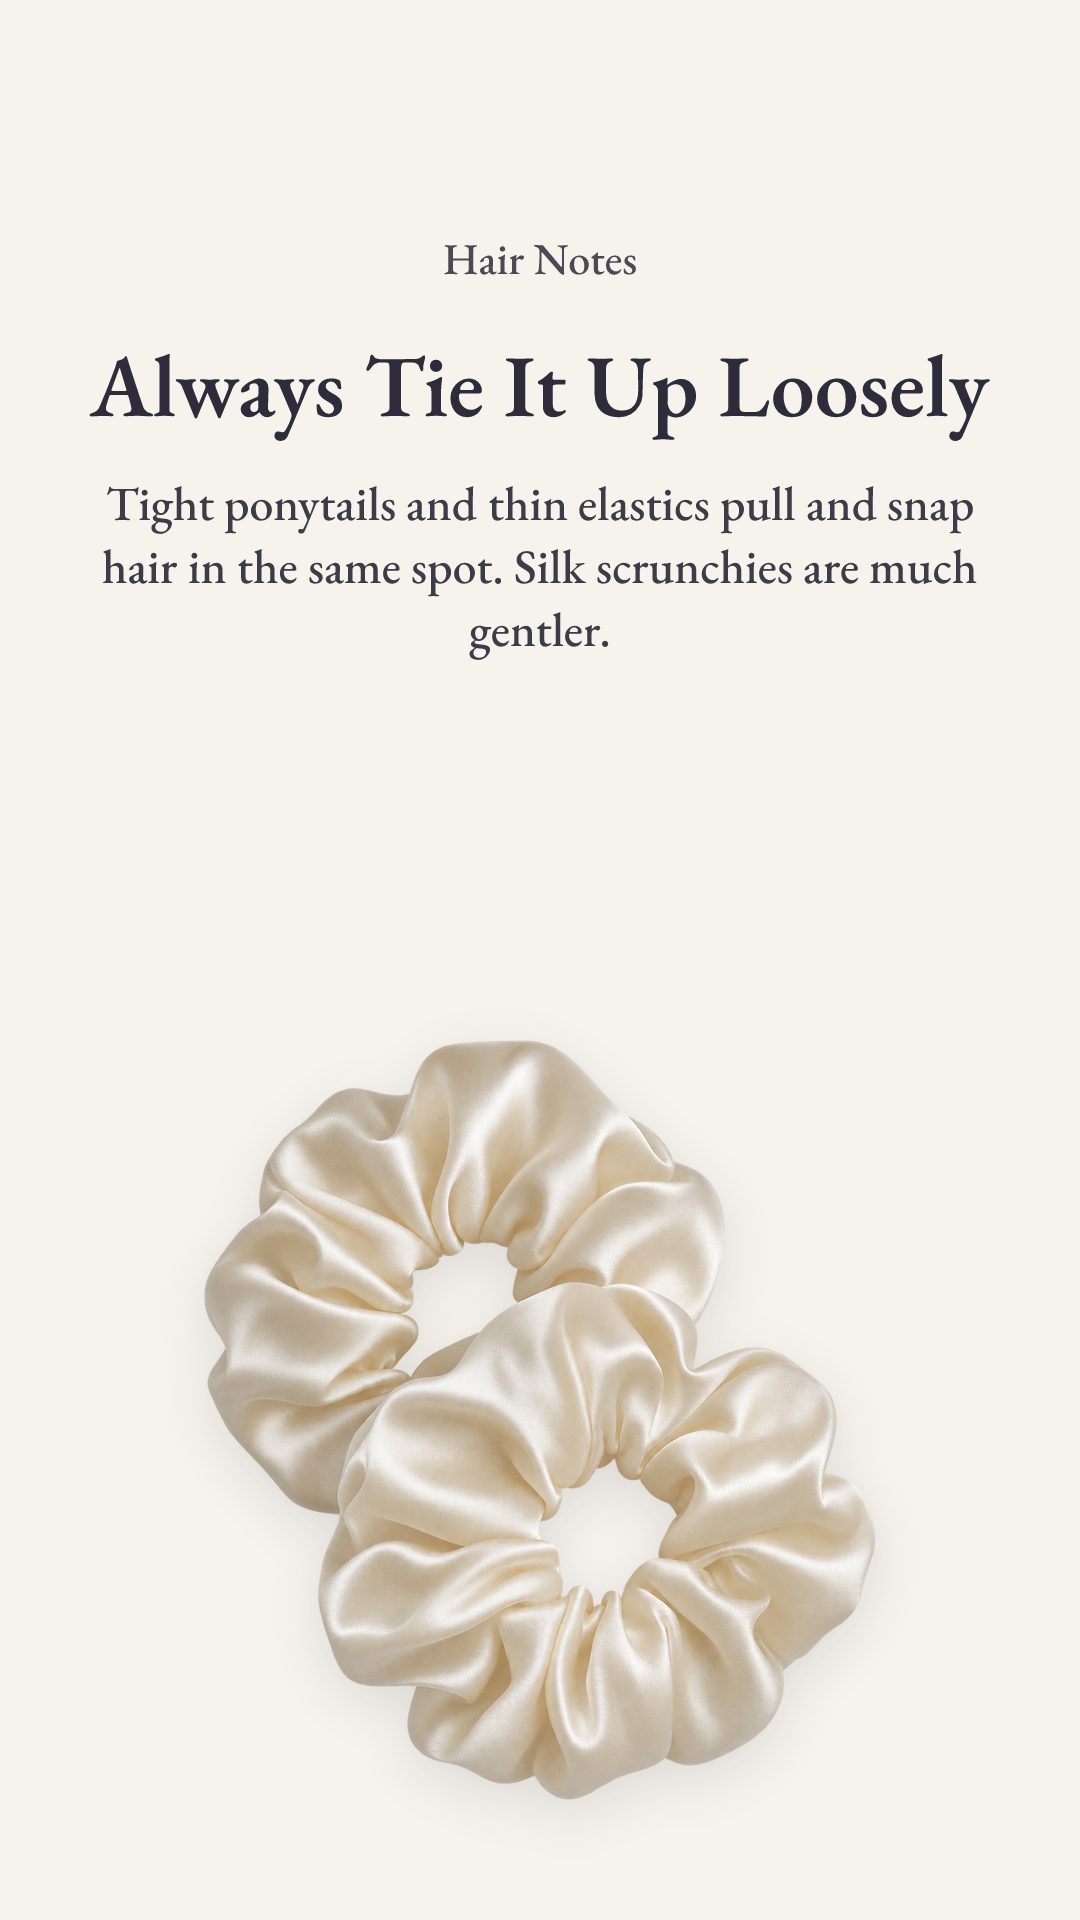 Hair Notes
Always Tie It Up Loosely
Tight ponytails and thin elastics pull and snap
hair in the same spot. Silk scrunchies are much
gentler.